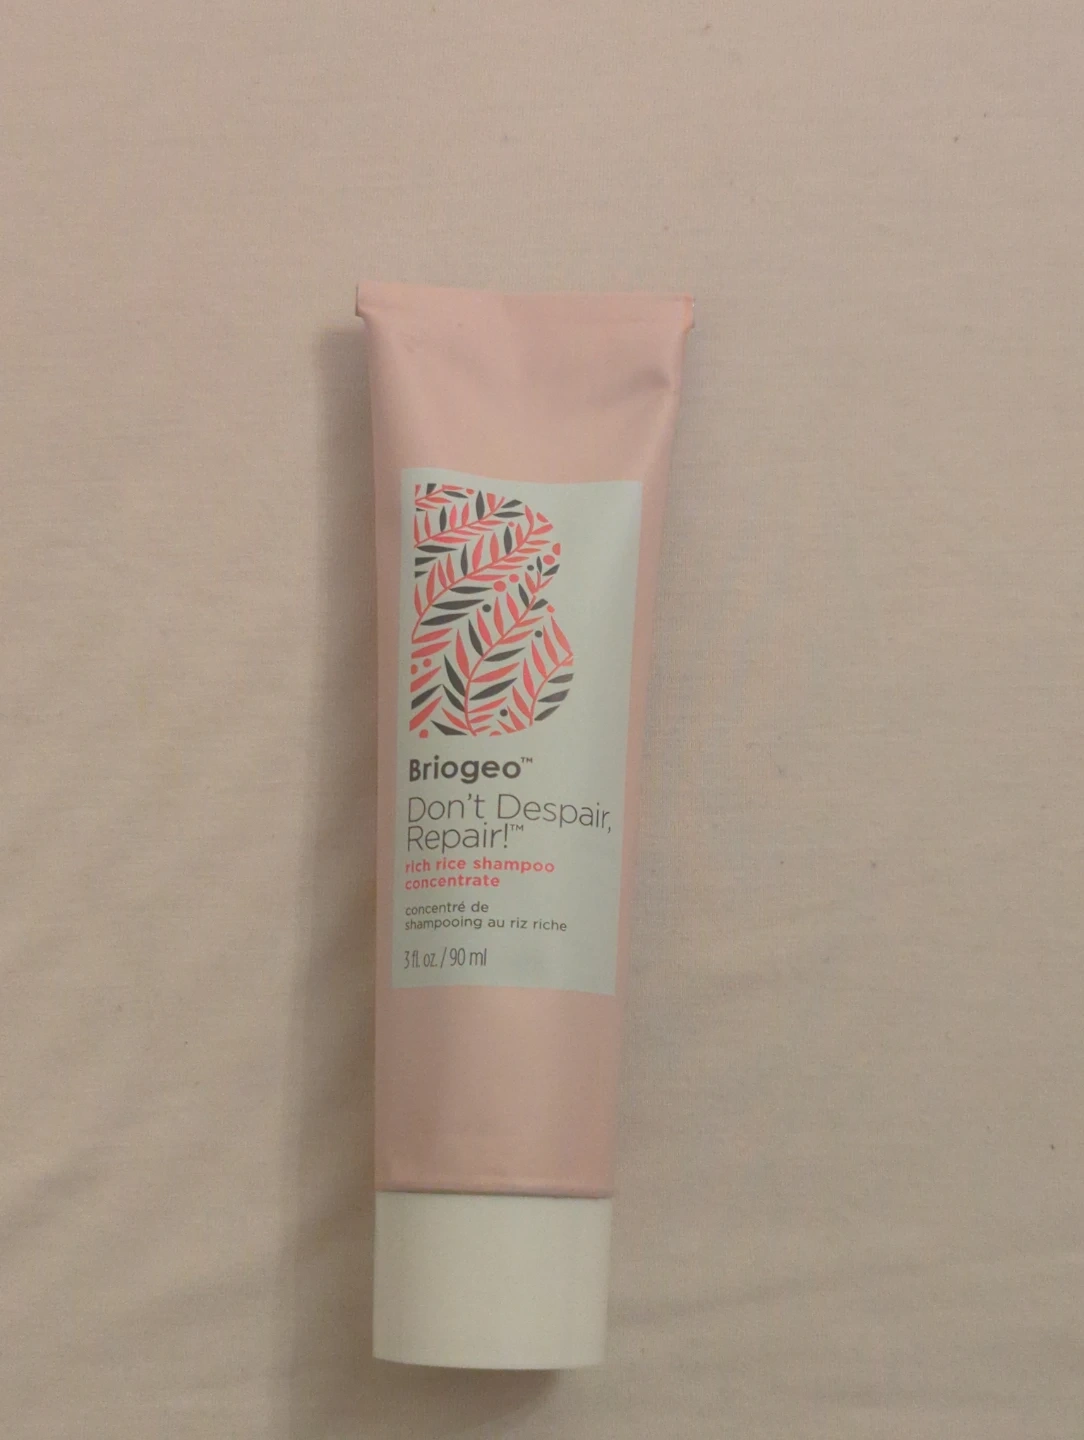 Briogeo™
Don't Despair,
Repair!™
rich rice shampoo
concentrate
concentré de
shampooing au riz riche
3 fl. oz. / 90 ml